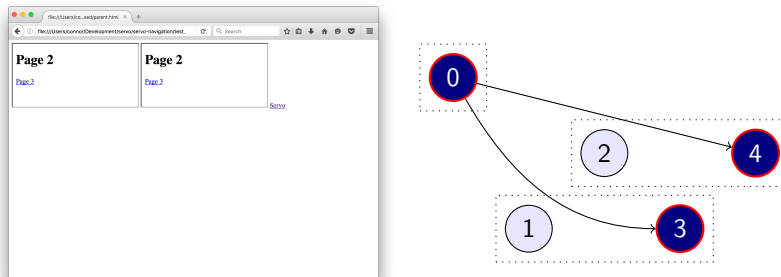 file:///Users/co...sed/parent.html × +
file:///Users/connor/Development/servo/servo-navigation/test_
Search
Page 2
Page 2
Page 3
Page 3
Servo
0
2
4
1
3